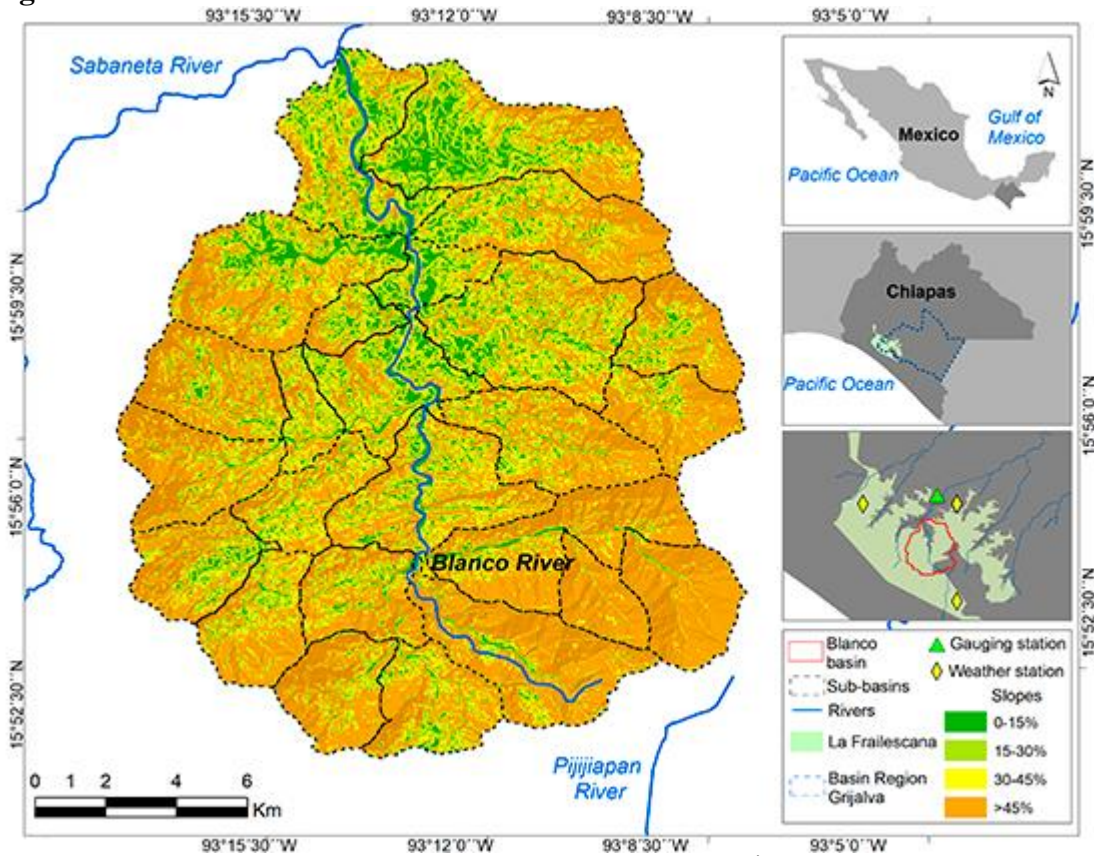 93°15'30''W 93°12'0''W 93°8'30''W 93°5'0''W
Sabaneta River
Mexico
Gulf of
Mexico
Pacific Ocean
N
15°59'30''N
15°59'30''N
Chiapas
Pacific Ocean
15°56'0''N
15°56'0''N
Blanco River
15°52'30''N
15°52'30''N
Pijijiapan
River
Blanco
basin
Sub-basins
Rivers
La Frailescana
Basin Region
Grijalva
Gauging station
Weather station
Slopes
0-15%
15-30%
30-45%
>45%
0 1 2 4 6
Km
93°15'30''W 93°12'0''W 93°8'30''W 93°5'0''W